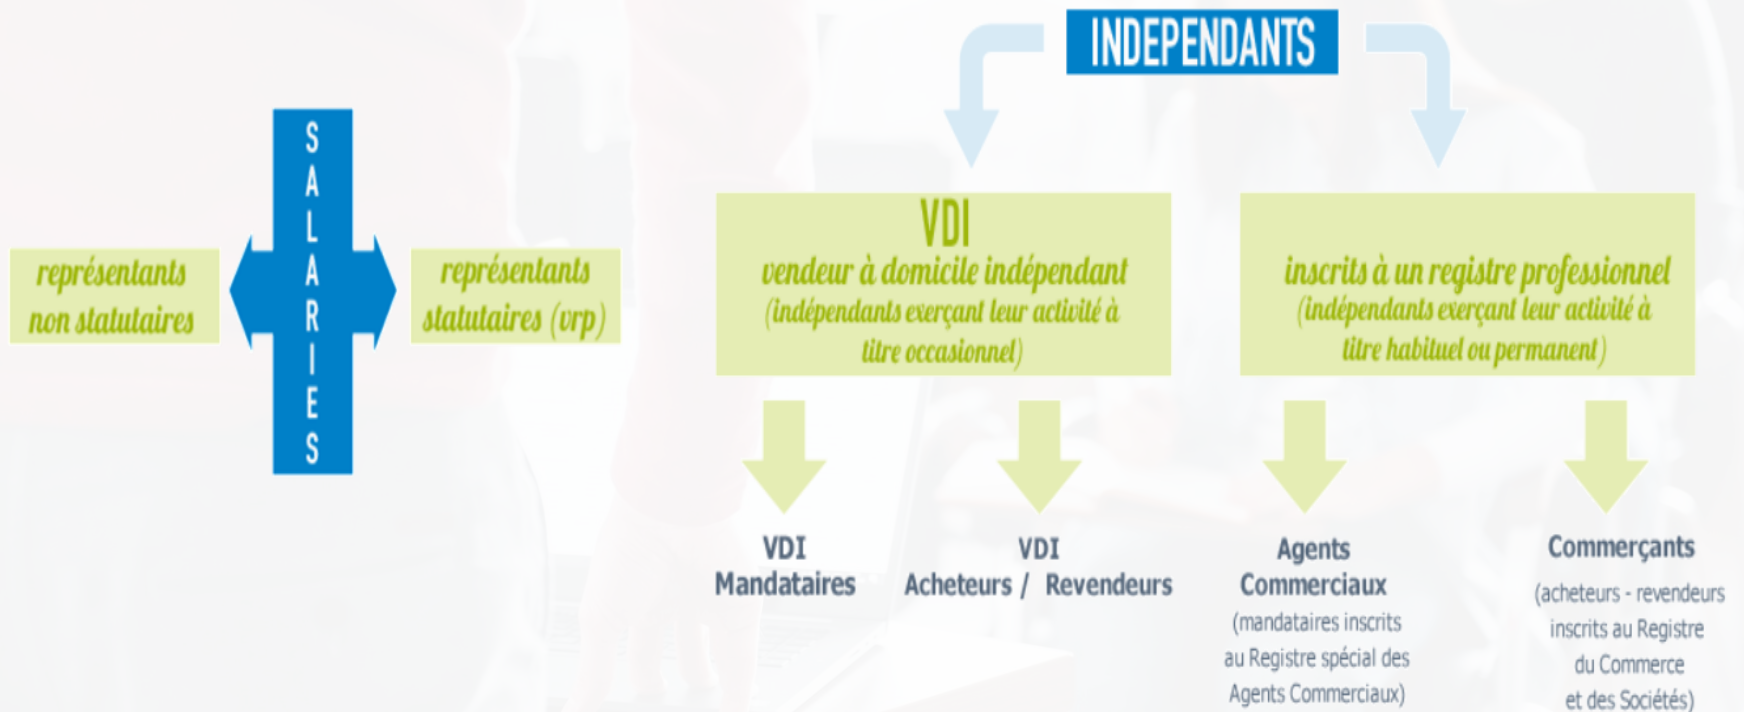 SALARIES
représentants
non statutaires
représentants
statutaires (vrp)
INDEPENDANTS
VDI
vendeur à domicile indépendant
(indépendants exerçant leur activité à
titre occasionnel)
inscrits à un registre professionnel
(indépendants exerçant leur activité à
titre habituel ou permanent)
VDI
Mandataires
VDI
Acheteurs / Revendeurs
Agents
Commerciaux
(mandataires inscrits
au Registre spécial des
Agents Commerciaux)
Commerçants
(acheteurs - revendeurs
inscrits au Registre
du Commerce
et des Sociétés)